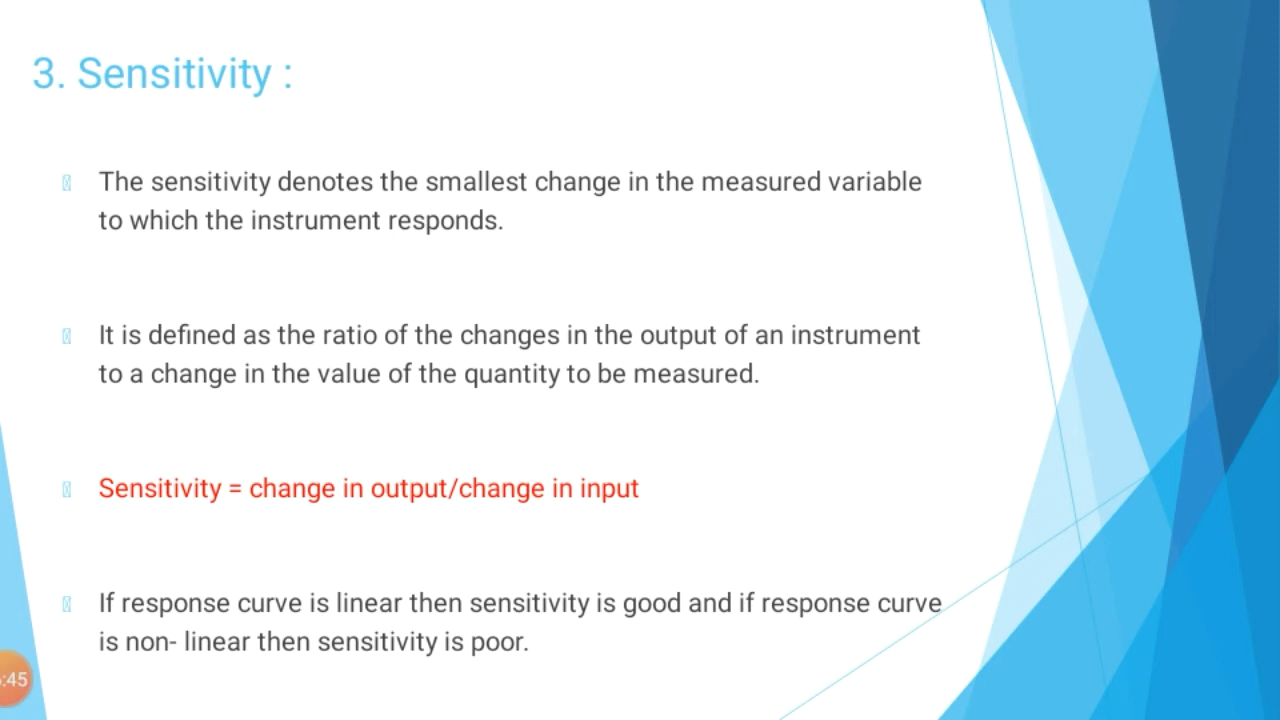 3. Sensitivity :
The sensitivity denotes the smallest change in the measured variable
to which the instrument responds.
It is defined as the ratio of the changes in the output of an instrument
to a change in the value of the quantity to be measured.
Sensitivity = change in output/change in input
If response curve is linear then sensitivity is good and if response curve
is non- linear then sensitivity is poor.
:45